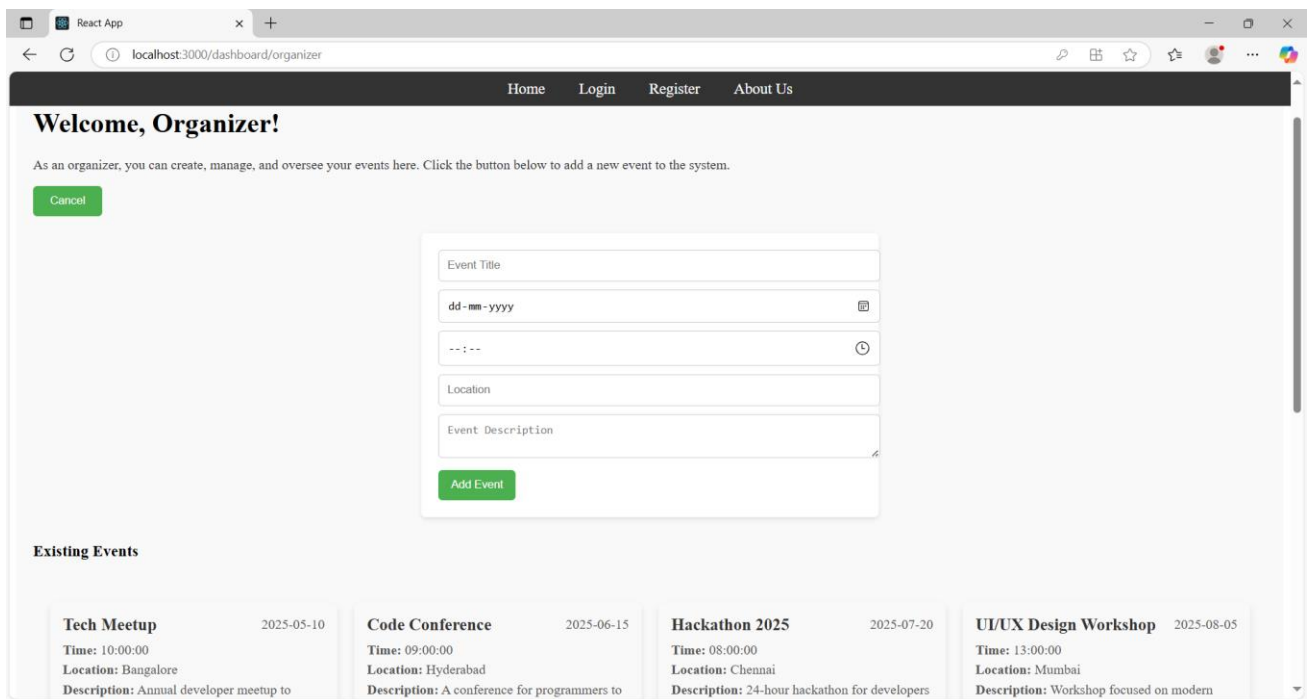 React App
localhost:3000/dashboard/organizer
Home Login Register About Us
Welcome, Organizer!
As an organizer, you can create, manage, and oversee your events here. Click the button below to add a new event to the system.
Cancel
Event Title
dd-mm-yyyy
--:--
Location
Event Description
Add Event
Existing Events
Tech Meetup 2025-05-10
Time: 10:00:00
Location: Bangalore
Description: Annual developer meetup to
Code Conference 2025-06-15
Time: 09:00:00
Location: Hyderabad
Description: A conference for programmers to
Hackathon 2025 2025-07-20
Time: 08:00:00
Location: Chennai
Description: 24-hour hackathon for developers
UI/UX Design Workshop 2025-08-05
Time: 13:00:00
Location: Mumbai
Description: Workshop focused on modern